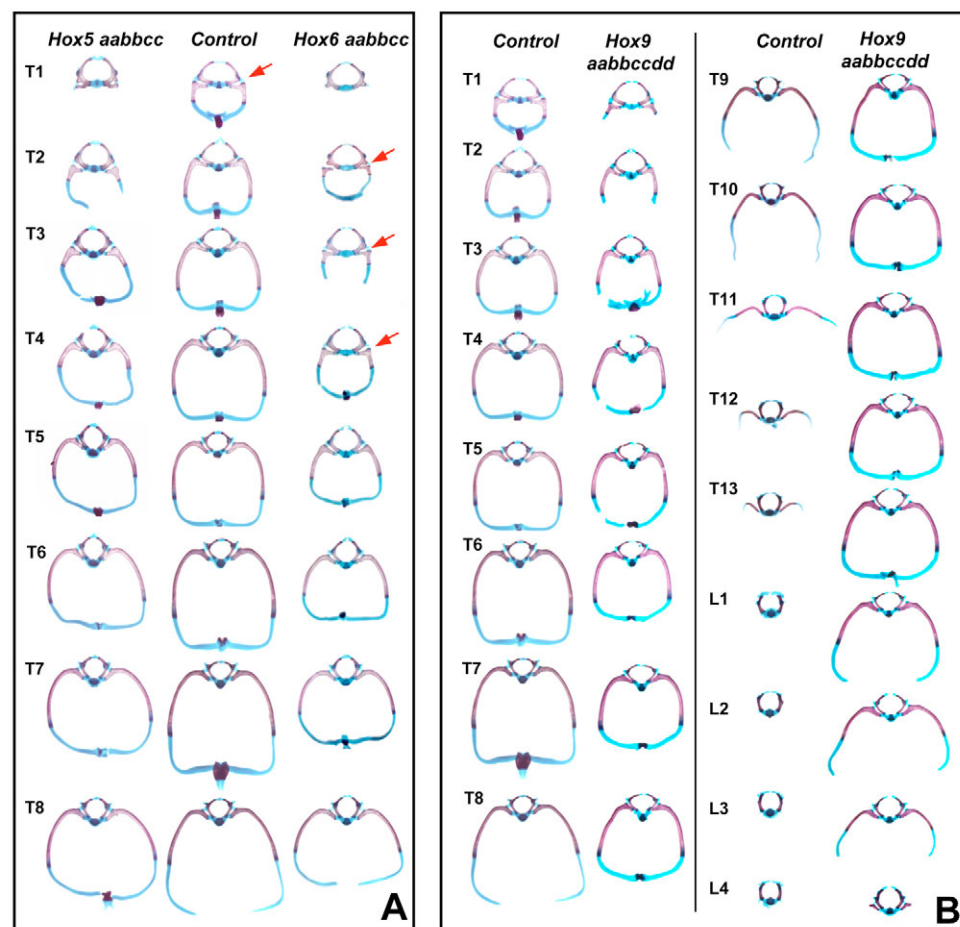 Hox5 aabbcc Control Hox6 aabbcc
T1
T2
T3
T4
T5
T6
T7
T8
A
Control Hox9
aabbccdd
T1
T2
T3
T4
T5
T6
T7
T8
Control Hox9
aabbccdd
T9
T10
T11
T12
T13
L1
L2
L3
L4
B